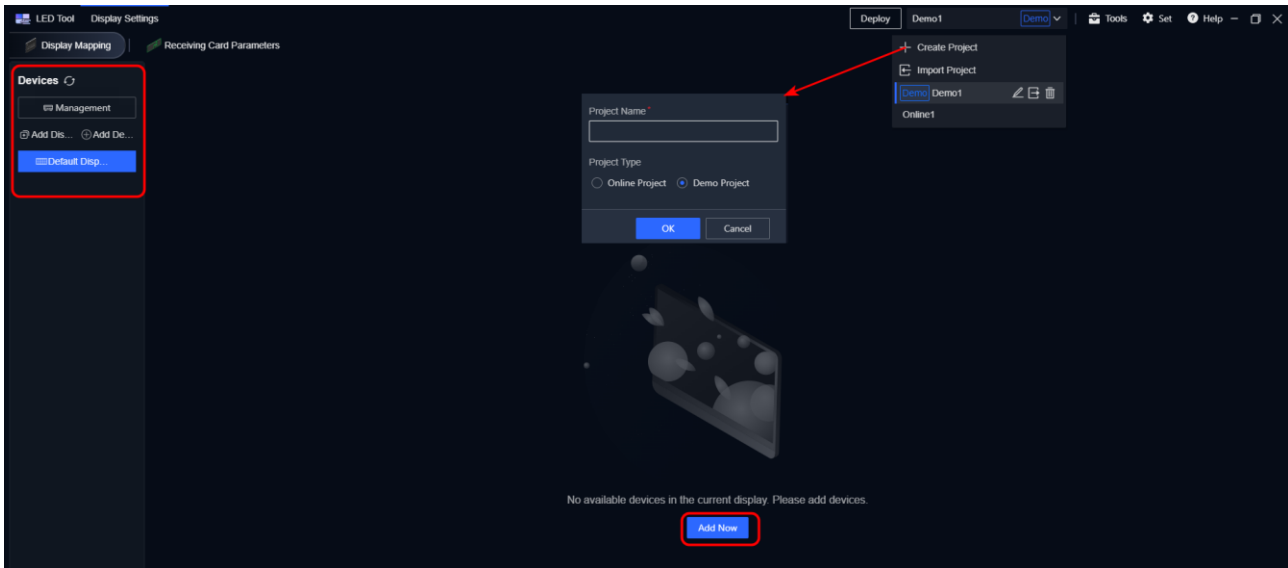 LED Tool Display Settings Deploy Demo1 Demo Tools Set Help
Display Mapping Receiving Card Parameters
Create Project
Import Project
Demo Demo1
Online1
Devices
Management
Add Dis... Add De...
Default Disp...
Project Name*
Project Type
Online Project Demo Project
OK Cancel
No available devices in the current display. Please add devices.
Add Now